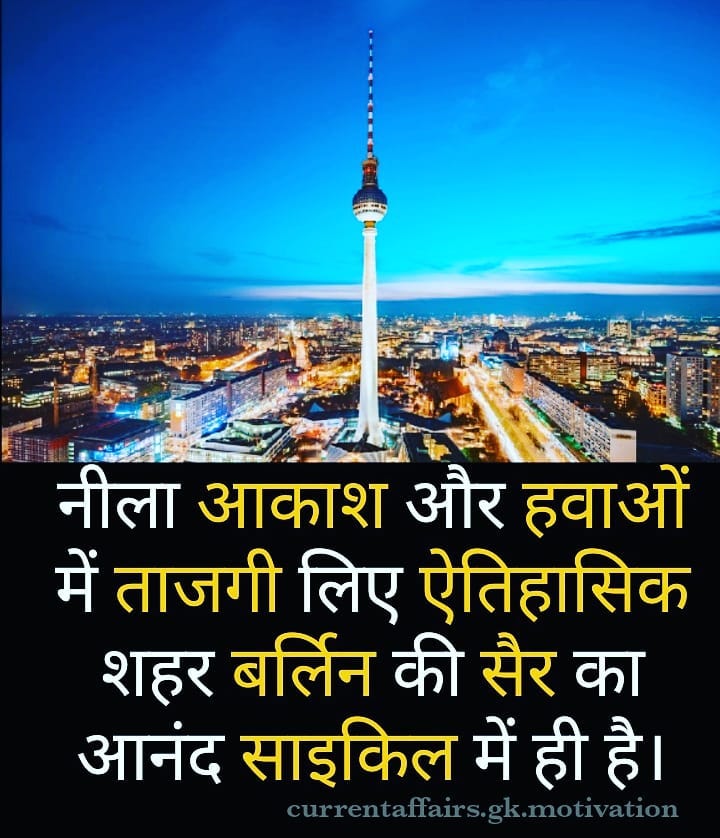 नीला आकाश और हवाओं
में ताजगी लिए ऐतिहासिक
शहर बर्लिन की सैर का
आनंद साइकिल में ही है।
currentaffairs.gk.motivation